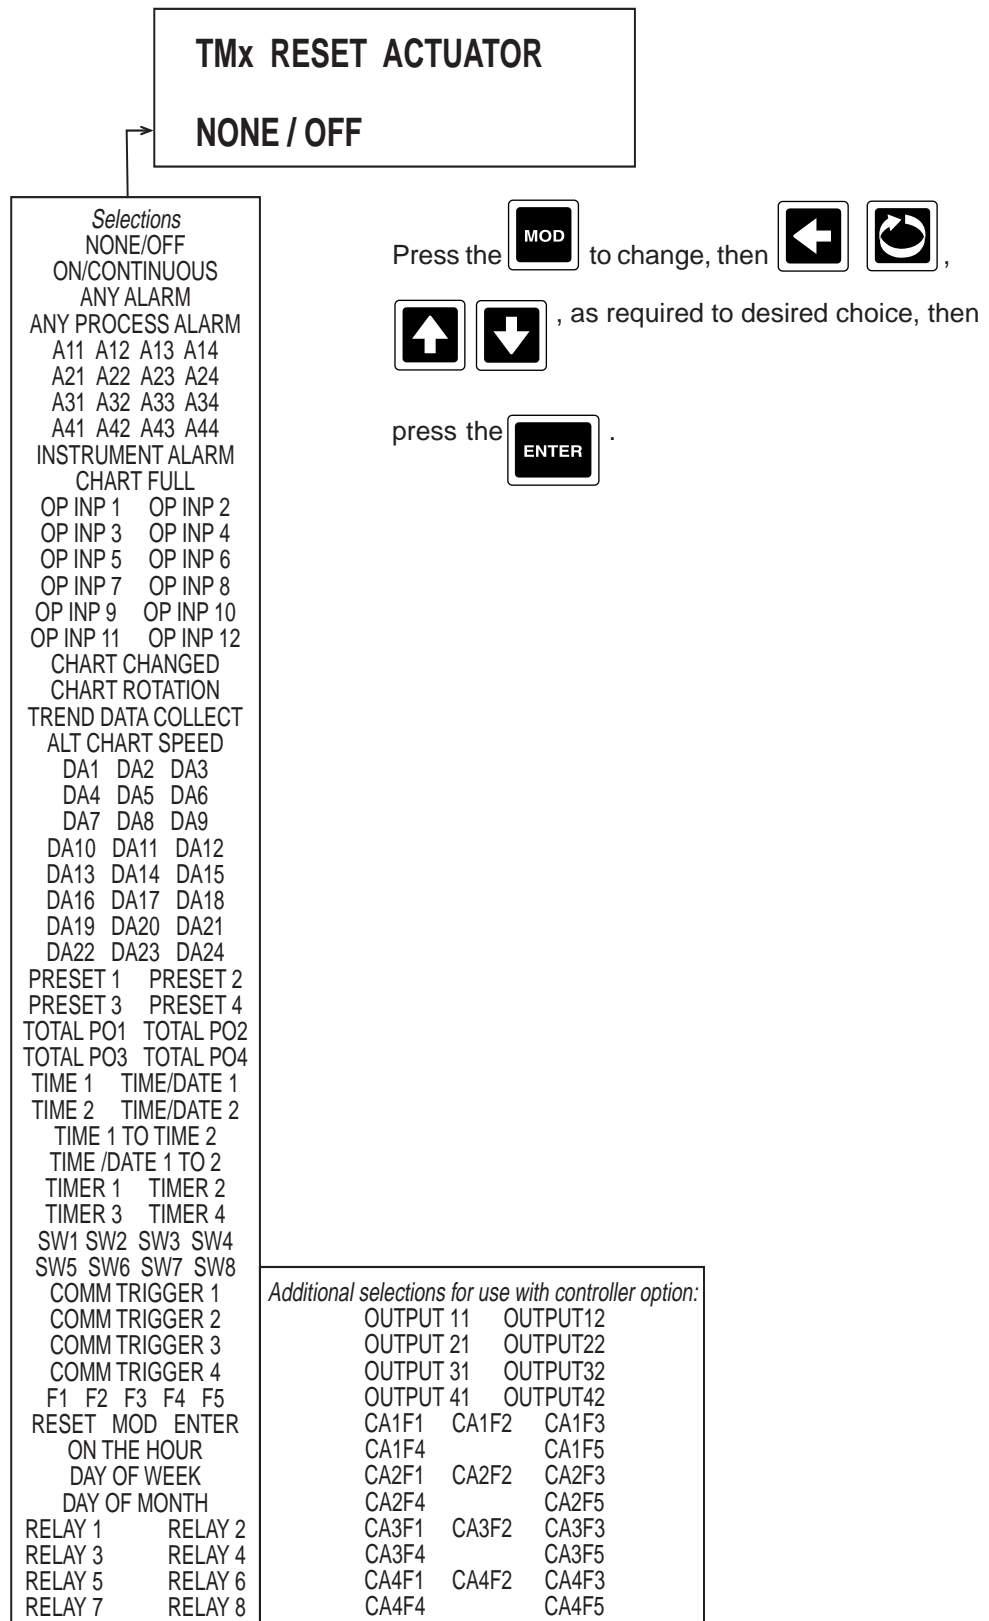 TMx RESET ACTUATOR
NONE / OFF
Selections
NONE/OFF
ON/CONTINUOUS
ANY ALARM
ANY PROCESS ALARM
A11 A12 A13 A14
A21 A22 A23 A24
A31 A32 A33 A34
A41 A42 A43 A44
INSTRUMENT ALARM
CHART FULL
OP INP 1 OP INP 2
OP INP 3 OP INP 4
OP INP 5 OP INP 6
OP INP 7 OP INP 8
OP INP 9 OP INP 10
OP INP 11 OP INP 12
CHART CHANGED
CHART ROTATION
TREND DATA COLLECT
ALT CHART SPEED
DA1 DA2 DA3
DA4 DA5 DA6
DA7 DA8 DA9
DA10 DA11 DA12
DA13 DA14 DA15
DA16 DA17 DA18
DA19 DA20 DA21
DA22 DA23 DA24
PRESET 1 PRESET 2
PRESET 3 PRESET 4
TOTAL PO1 TOTAL PO2
TOTAL PO3 TOTAL PO4
TIME 1 TIME/DATE 1
TIME 2 TIME/DATE 2
TIME 1 TO TIME 2
TIME /DATE 1 TO 2
TIMER 1 TIMER 2
TIMER 3 TIMER 4
SW1 SW2 SW3 SW4
SW5 SW6 SW7 SW8
COMM TRIGGER 1
COMM TRIGGER 2
COMM TRIGGER 3
COMM TRIGGER 4
F1 F2 F3 F4 F5
RESET MOD ENTER
ON THE HOUR
DAY OF WEEK
DAY OF MONTH
RELAY 1 RELAY 2
RELAY 3 RELAY 4
RELAY 5 RELAY 6
RELAY 7 RELAY 8
Press the MOD to change, then ,
, as required to desired choice, then
press the ENTER .
Additional selections for use with controller option:
OUTPUT 11 OUTPUT12
OUTPUT 21 OUTPUT22
OUTPUT 31 OUTPUT32
OUTPUT 41 OUTPUT42
CA1F1 CA1F2 CA1F3
CA1F4 CA1F5
CA2F1 CA2F2 CA2F3
CA2F4 CA2F5
CA3F1 CA3F2 CA3F3
CA3F4 CA3F5
CA4F1 CA4F2 CA4F3
CA4F4 CA4F5